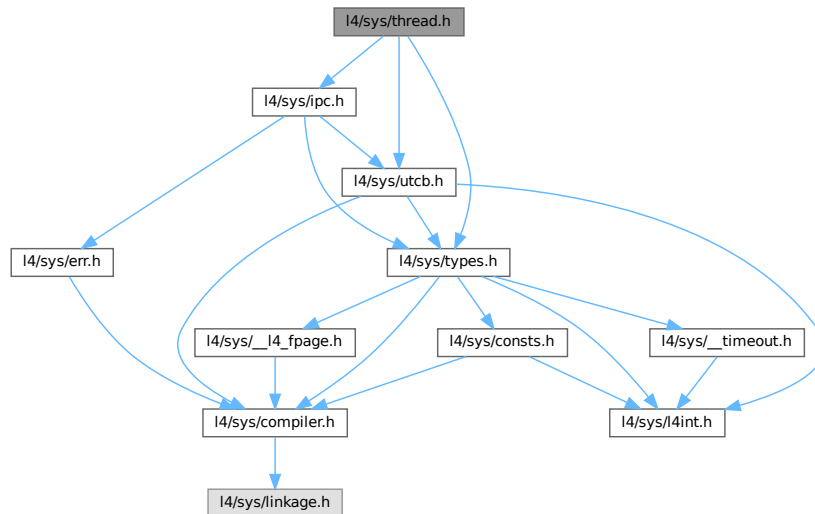 l4/sys/thread.h
l4/sys/ipc.h
l4/sys/utcb.h
l4/sys/err.h
l4/sys/types.h
l4/sys/__l4_fpage.h
l4/sys/consts.h
l4/sys/__timeout.h
l4/sys/compiler.h
l4/sys/l4int.h
l4/sys/linkage.h